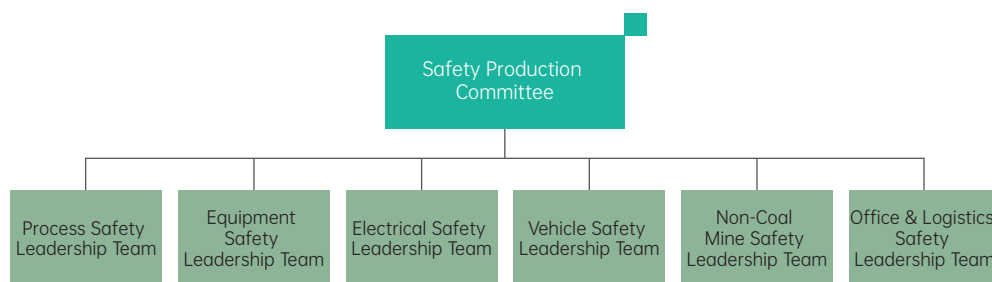 Safety Production
Committee
Process Safety
Leadership Team
Equipment
Safety
Leadership Team
Electrical Safety
Leadership Team
Vehicle Safety
Leadership Team
Non-Coal
Mine Safety
Leadership Team
Office & Logistics
Safety
Leadership Team